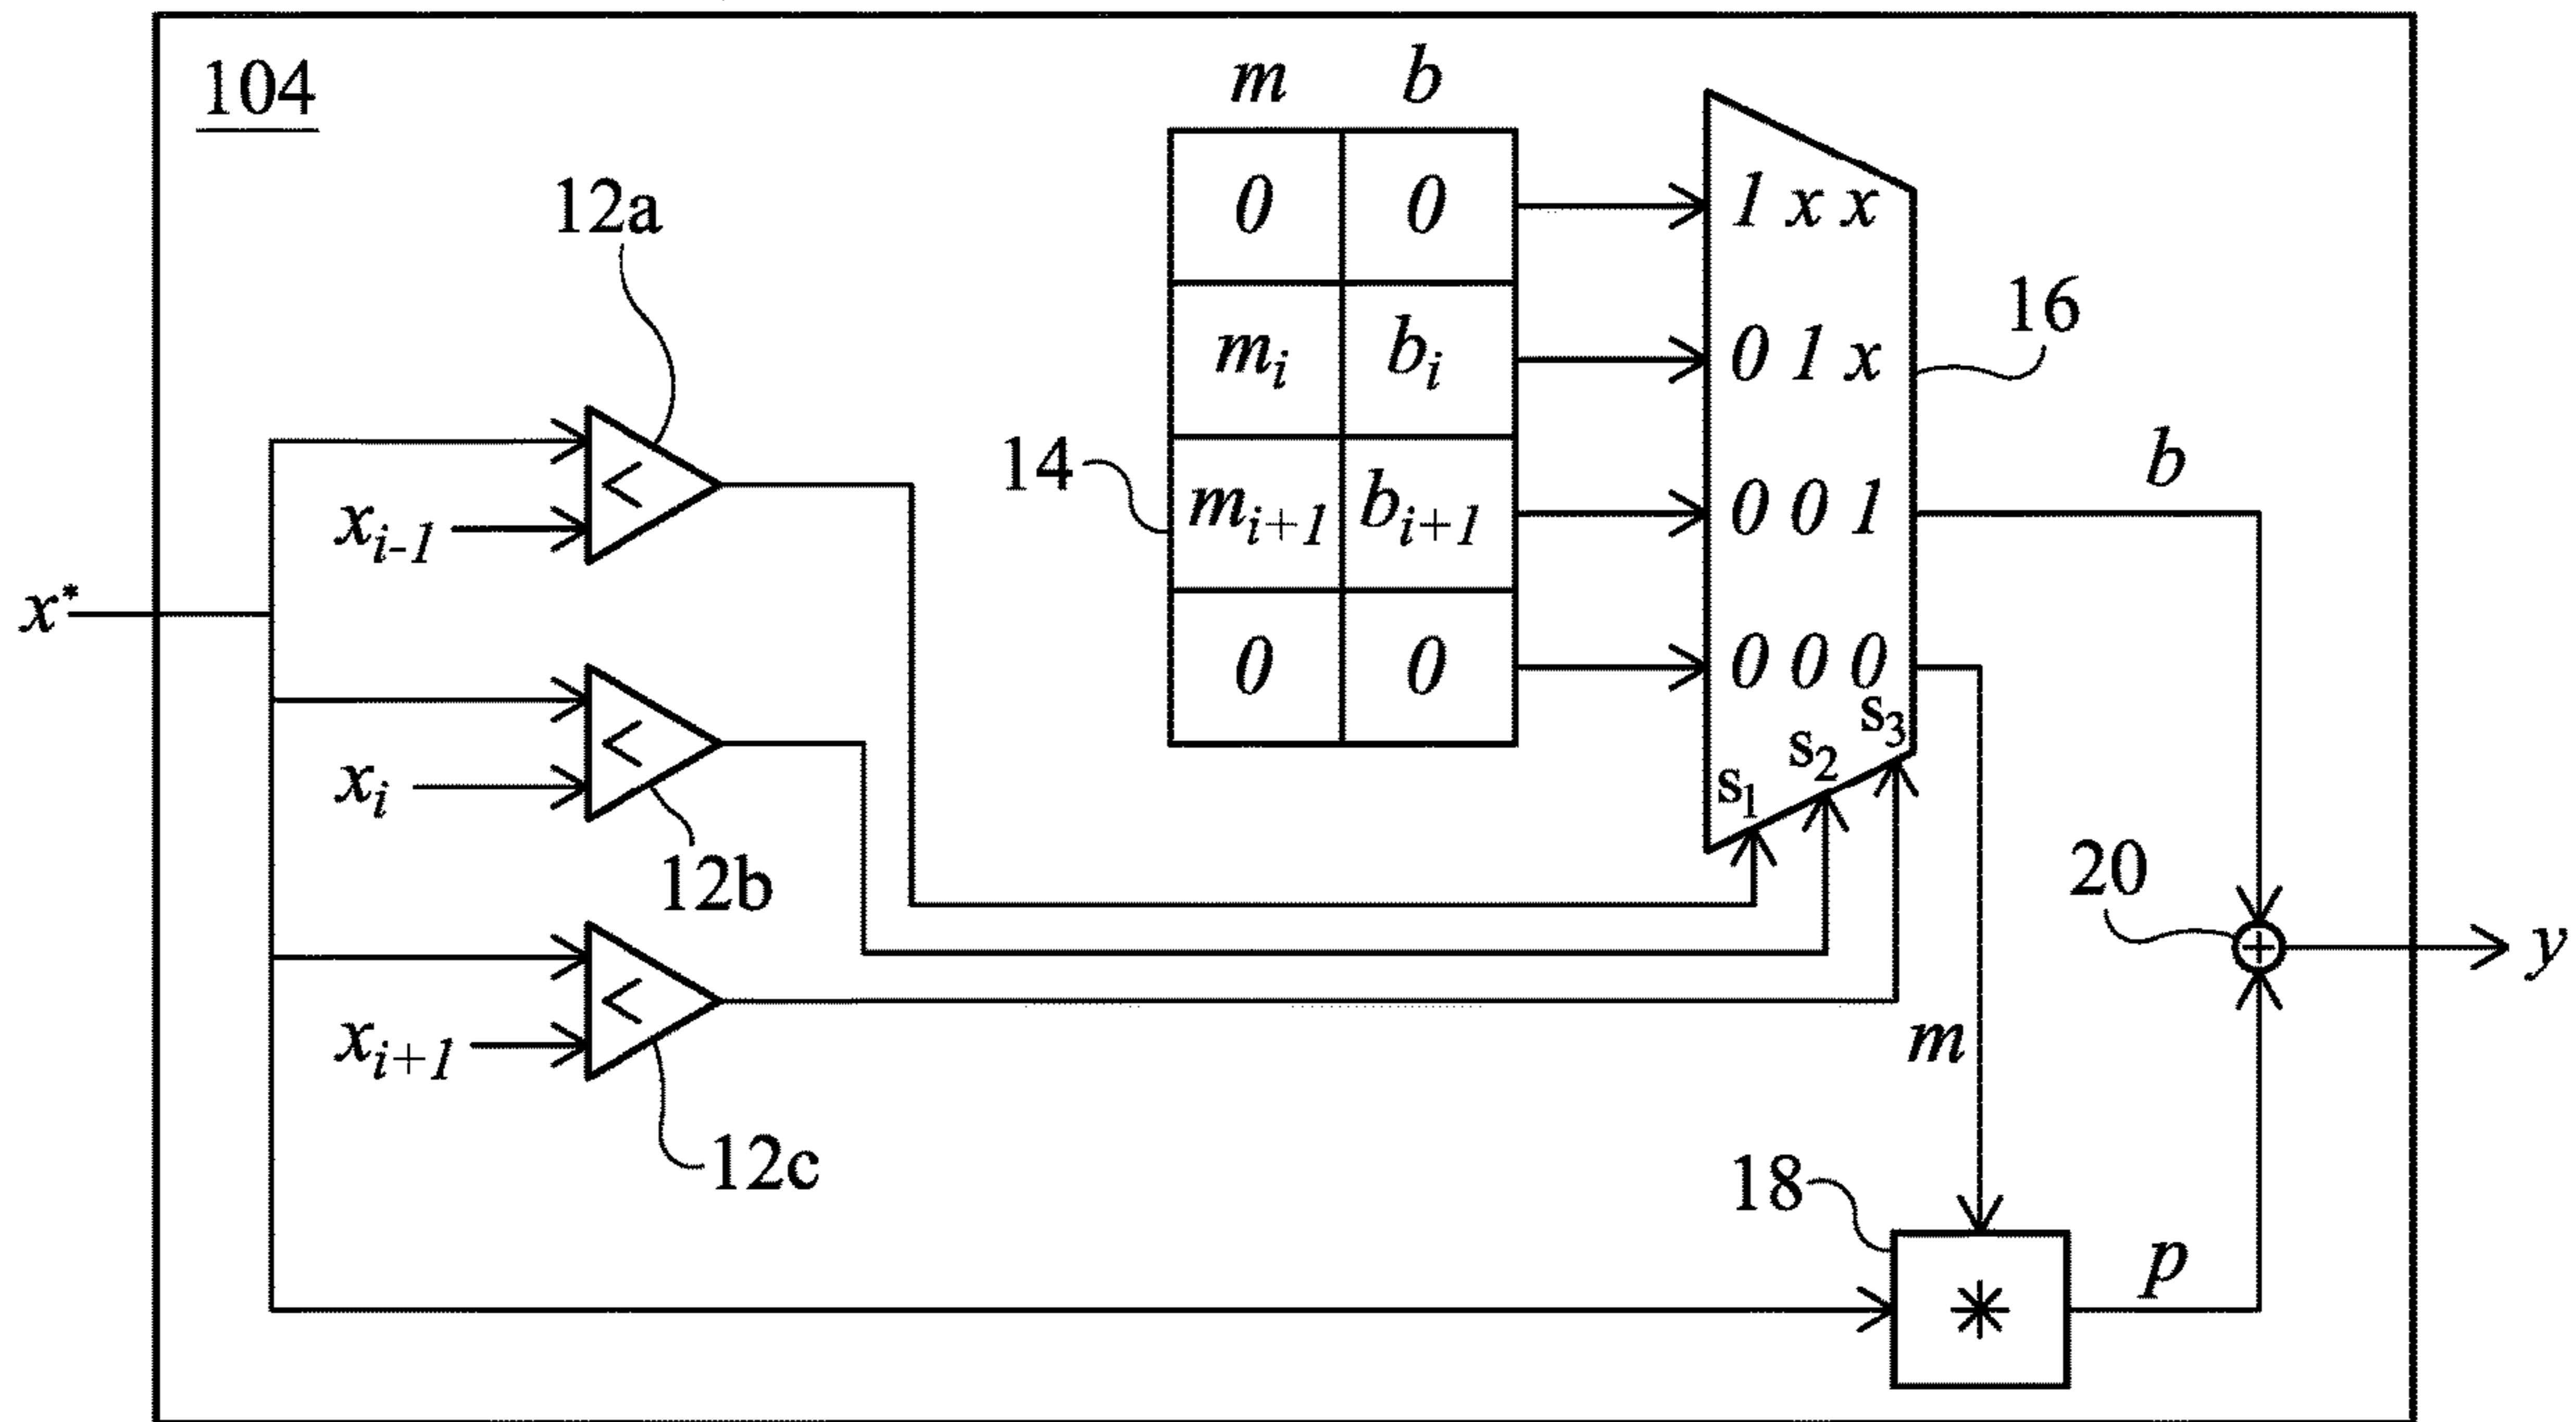 104
m b
0 0
1 x x
12a
m_i b_i
0 1 x
16
<
x_{i-1}
14
m_{i+1} b_{i+1}
0 0 1
b
x*
0 0
0 0 0
s_1 s_2 s_3
<
x_i
12b
20
+
y
<
x_{i+1}
12c
m
18
*
p